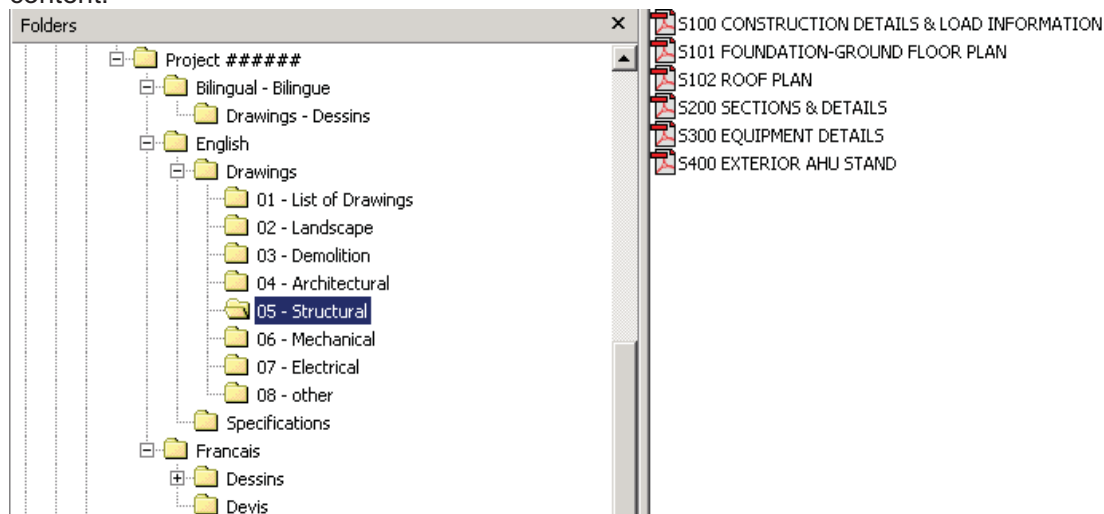 content.
Folders
Project ######
Bilingual - Bilingue
Drawings - Dessins
English
Drawings
01 - List of Drawings
02 - Landscape
03 - Demolition
04 - Architectural
05 - Structural
06 - Mechanical
07 - Electrical
08 - other
Specifications
Francais
Dessins
Devis
S100 CONSTRUCTION DETAILS & LOAD INFORMATION
S101 FOUNDATION-GROUND FLOOR PLAN
S102 ROOF PLAN
S200 SECTIONS & DETAILS
S300 EQUIPMENT DETAILS
S400 EXTERIOR AHU STAND